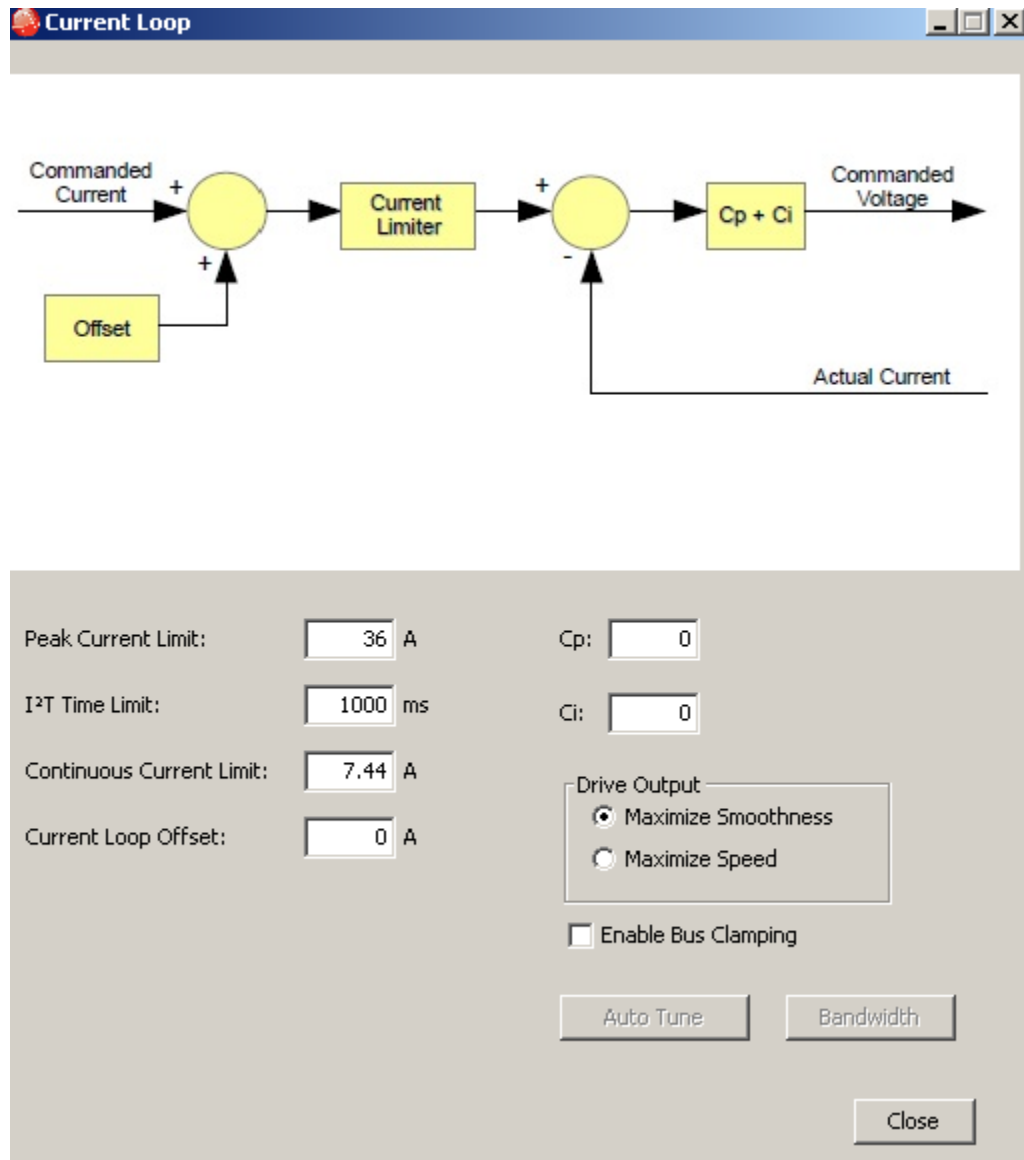 Current Loop
Commanded
Current
+
+
Offset
Current
Limiter
+
-
Cp + Ci
Commanded
Voltage
Actual Current
Peak Current Limit: 36 A
I²T Time Limit: 1000 ms
Continuous Current Limit: 7.44 A
Current Loop Offset: 0 A
Cp: 0
Ci: 0
Drive Output
Maximize Smoothness
Maximize Speed
Enable Bus Clamping
Auto Tune
Bandwidth
Close